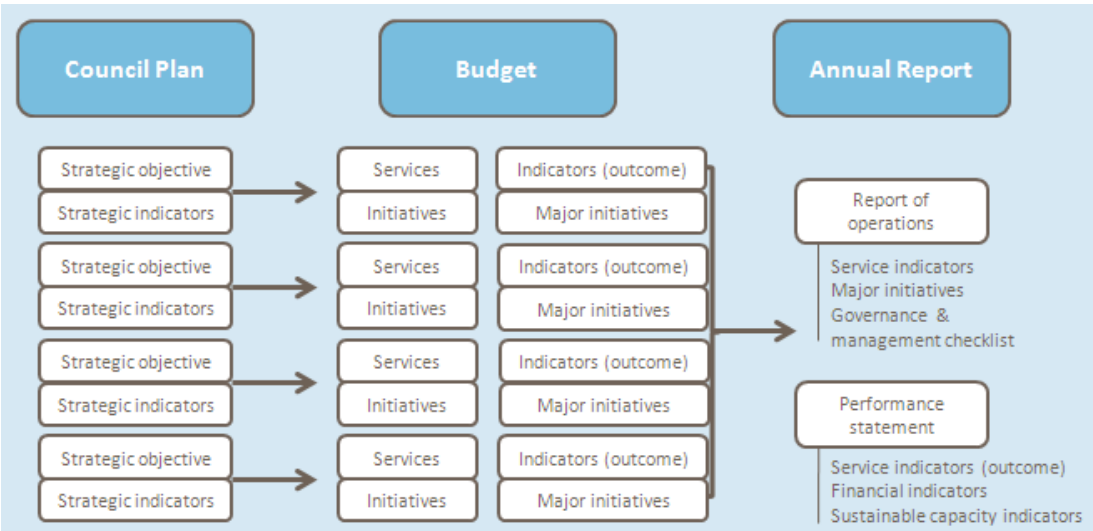 Council Plan
Budget
Annual Report
Strategic objective
Strategic indicators
Services
Initiatives
Indicators (outcome)
Major initiatives
Strategic objective
Strategic indicators
Services
Initiatives
Indicators (outcome)
Major initiatives
Strategic objective
Strategic indicators
Services
Initiatives
Indicators (outcome)
Major initiatives
Strategic objective
Strategic indicators
Services
Initiatives
Indicators (outcome)
Major initiatives
Report of
operations
Service indicators
Major initiatives
Governance &
management checklist
Performance
statement
Service indicators (outcome)
Financial indicators
Sustainable capacity indicators